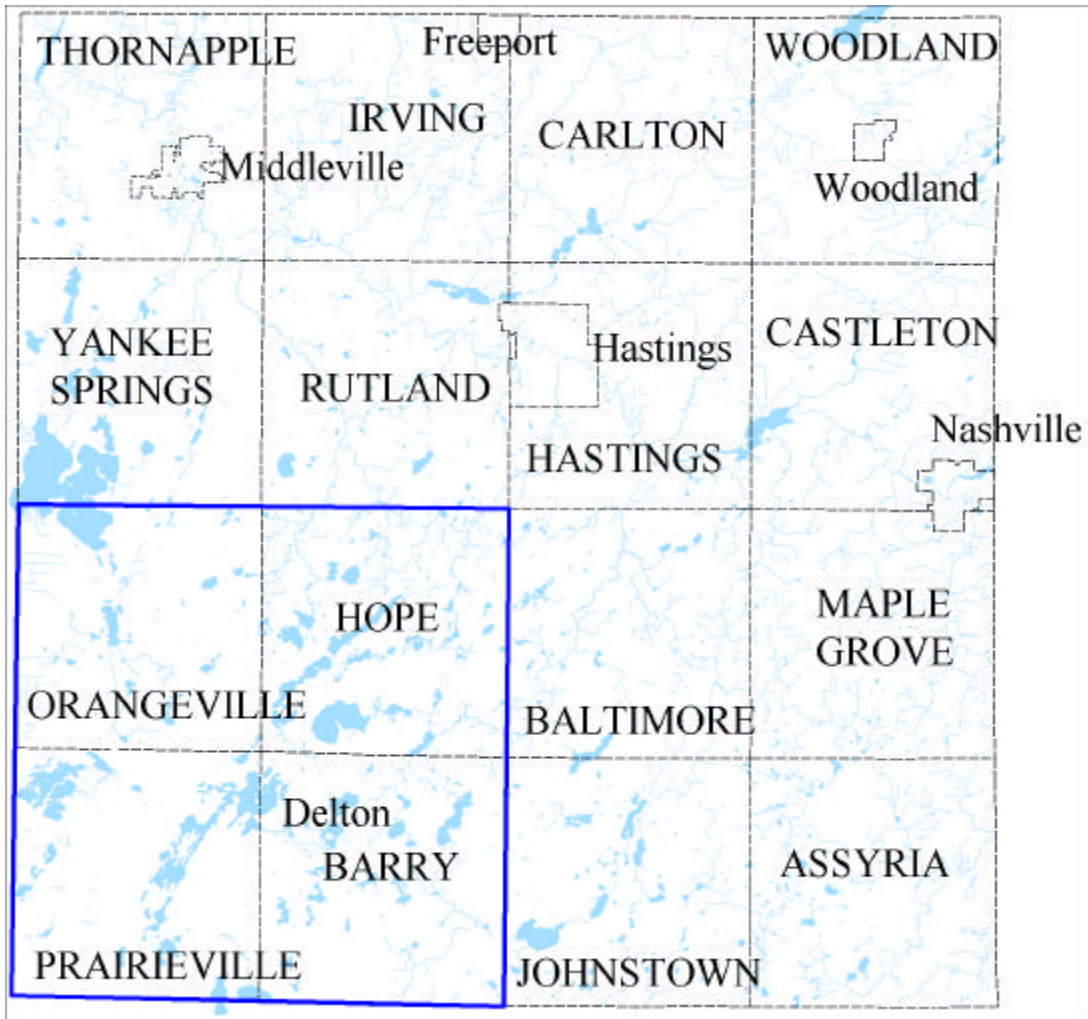 THORNAPPLE
Freeport
WOODLAND
IRVING
CARLTON
Middleville
Woodland
YANKEE
SPRINGS
RUTLAND
Hastings
CASTLETON
HASTINGS
Nashville
HOPE
MAPLE
GROVE
ORANGEVILLE
BALTIMORE
Delton
BARRY
ASSYRIA
PRAIRIEVILLE
JOHNSTOWN